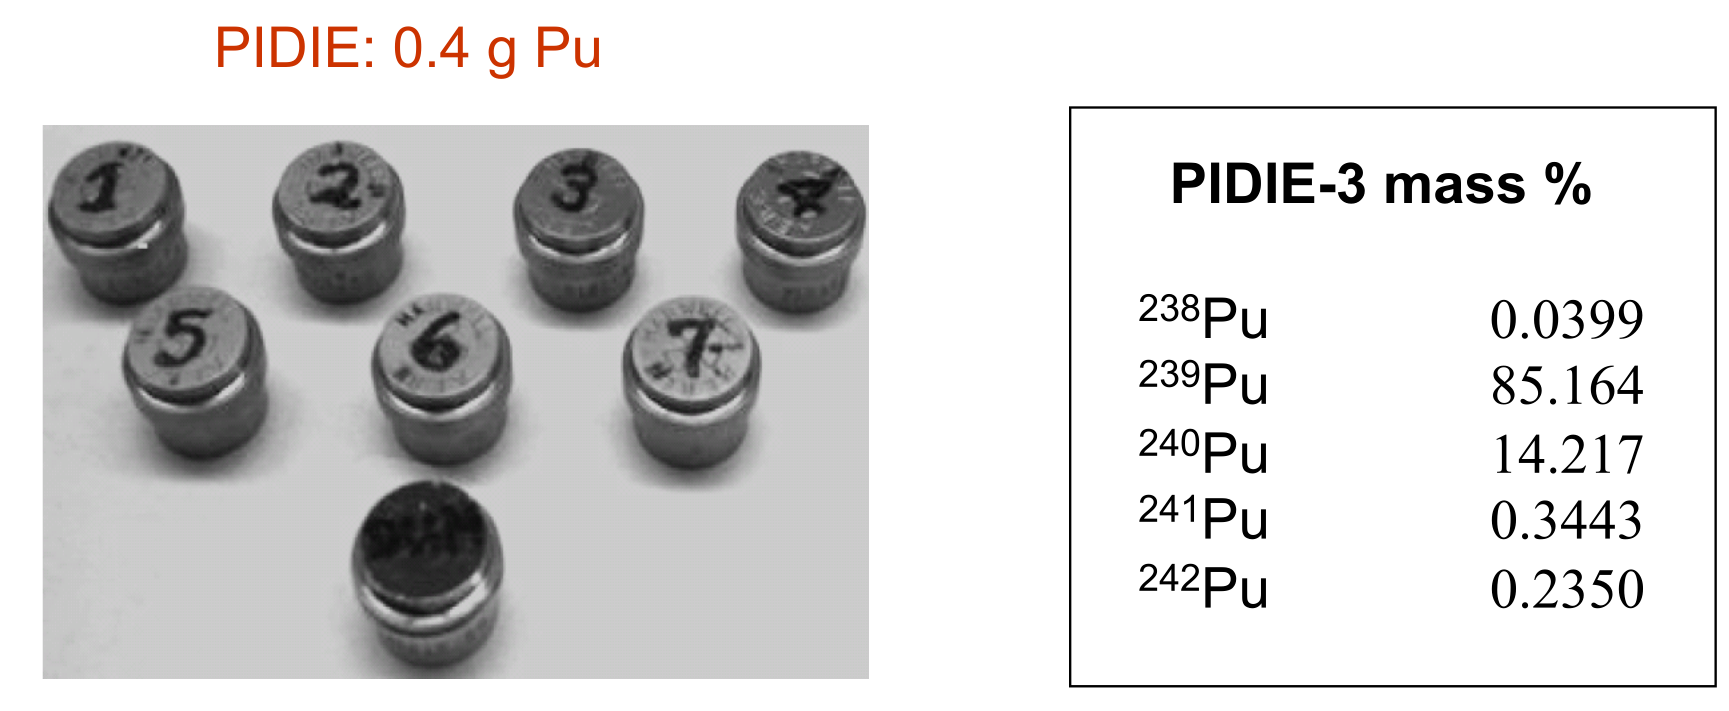 PIDIE: 0.4 g Pu
1 2 3 4
5 6 7
PIDIE-3 mass %
238Pu 0.0399
239Pu 85.164
240Pu 14.217
241Pu 0.3443
242Pu 0.2350